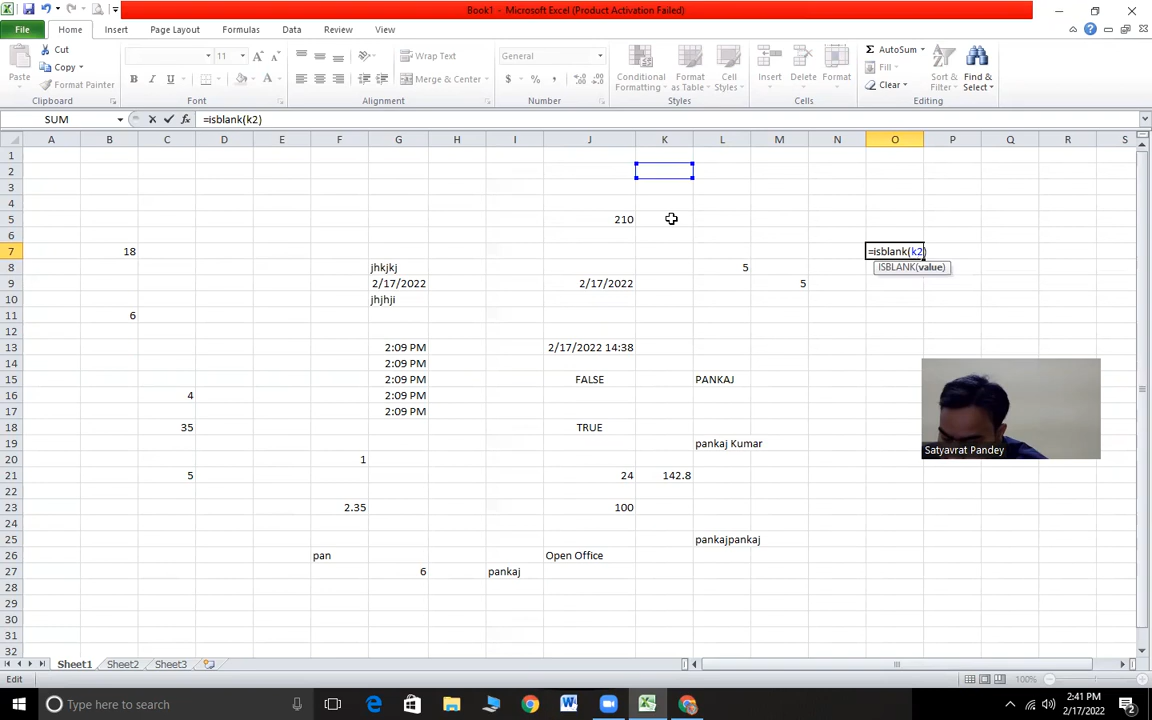 Book1 - Microsoft Excel (Product Activation Failed)
File Home Insert Page Layout Formulas Data Review View
Cut
Copy
Format Painter
Paste
Clipboard
B I U
Font
Wrap Text
Merge & Center
Alignment
General
$ % ,
Number
Conditional Formatting
Format as Table
Cell Styles
Styles
Insert Delete Format
Cells
AutoSum
Fill
Clear
Sort & Filter
Find & Select
Editing
SUM fx =isblank(k2)
A B C D E F G H I J K L M N O P Q R S
1
2
3
4
5 210
6
7 18 =isblank(k2)
8 jhkjkj 5 ISBLANK(value)
9 2/17/2022 2/17/2022 5
10 jhjhji
11 6
12
13 2:09 PM 2/17/2022 14:38
14 2:09 PM
15 2:09 PM FALSE PANKAJ
16 4 2:09 PM
17 2:09 PM
18 35 TRUE
19 pankaj Kumar
20 1
21 5 24 142.8
22
23 2.35 100
24
25 pankajpankaj
26 pan Open Office
27 6 pankaj
28
29
30
31
32
Satyavrat Pandey
Sheet1 Sheet2 Sheet3
Edit 100%
Type here to search
2:41 PM
2/17/2022
2